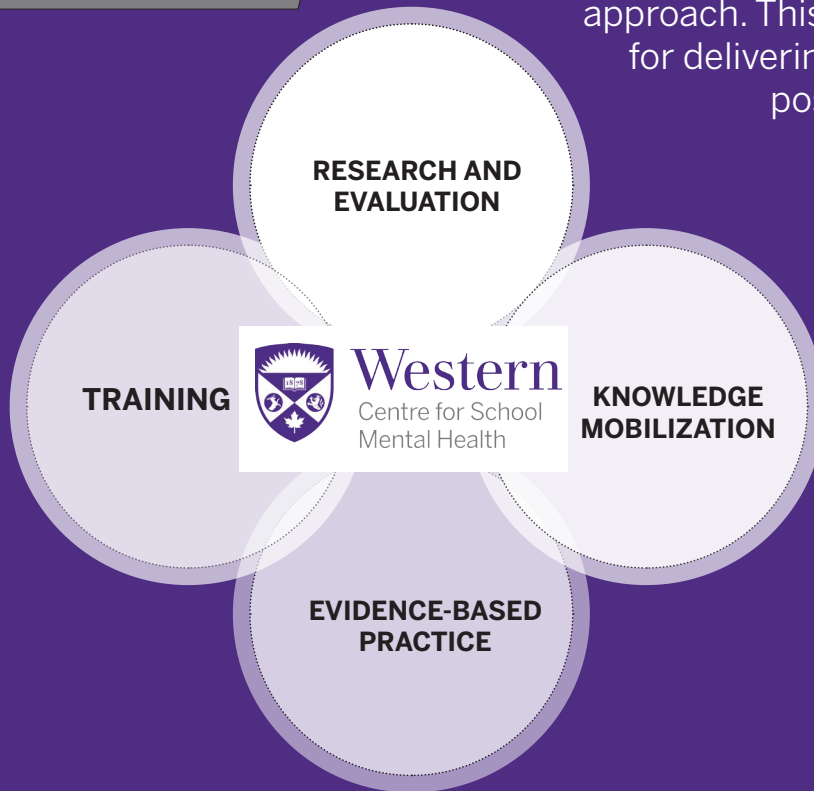 approach. This
for deliverin
pos
RESEARCH AND
EVALUATION
TRAINING
1878
Western
Centre for School
Mental Health
KNOWLEDGE
MOBILIZATION
EVIDENCE-BASED
PRACTICE